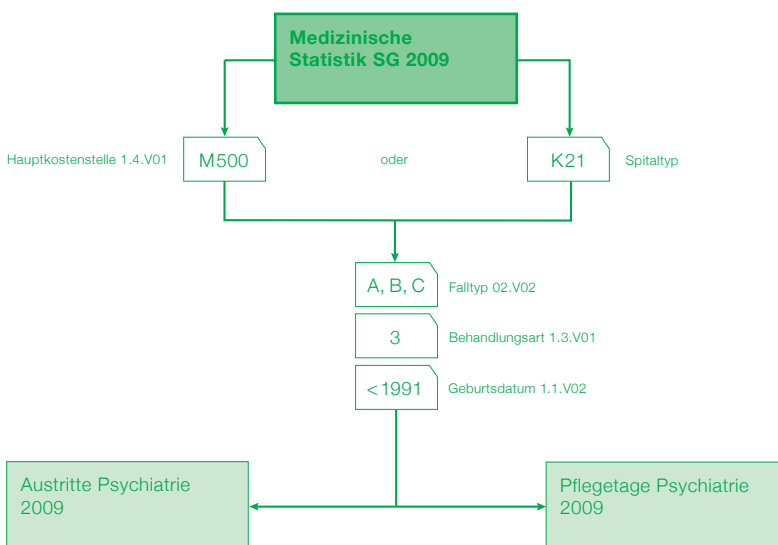 Medizinische
Statistik SG 2009
Hauptkostenstelle 1.4.V01
M500
oder
K21
Spitaltyp
A, B, C
Falltyp 02.V02
3
Behandlungsart 1.3.V01
<1991
Geburtsdatum 1.1.V02
Austritte Psychiatrie
2009
Pflegetage Psychiatrie
2009